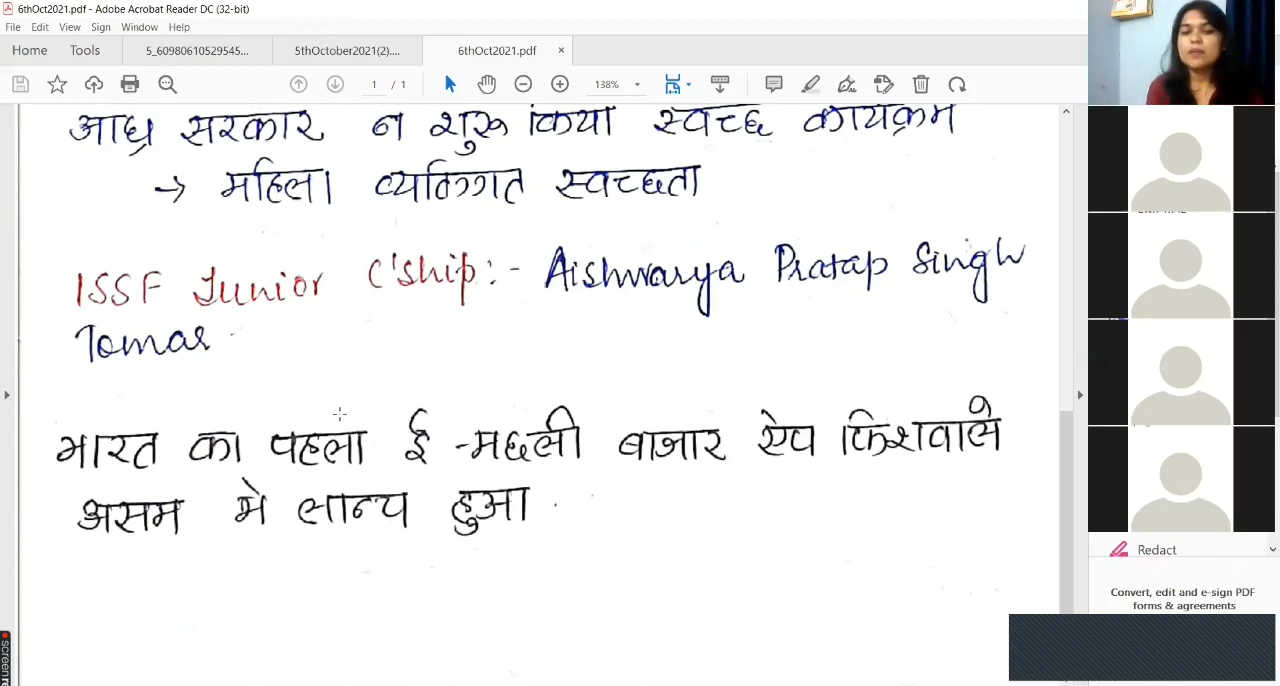 6thOct2021.pdf - Adobe Acrobat Reader DC (32-bit)
File Edit View Sign Window Help
Home Tools 5_60980610529545... 5thOctober2021(2).... 6thOct2021.pdf ×
1 / 1 138%
आध्र सरकार न शुरू किया स्वच्छ कार्यक्रम
→ महिला व्यक्तिगत स्वच्छता
ISSF Junior C'Ship:- Aishwarya Pratap Singh
Tomar
भारत का पहला ई -मछली बाजार ऐप फिशवाले
असम मे लान्च हुआ
Redact
Convert, edit and e-sign PDF
forms & agreements